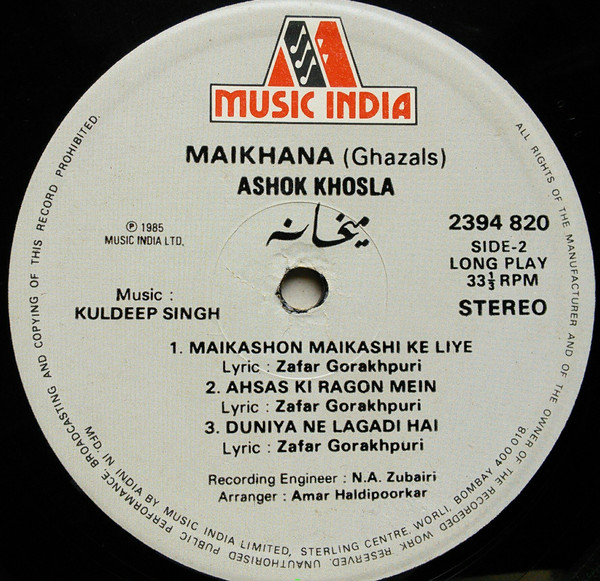 MUSIC INDIA
MAIKHANA (Ghazals)
ASHOK KHOSLA
میخانہ
℗ 1985
MUSIC INDIA LTD.
2394 820
SIDE-2
LONG PLAY
33⅓ RPM
STEREO
Music :
KULDEEP SINGH
1. MAIKASHON MAIKASHI KE LIYE
Lyric : Zafar Gorakhpuri
2. AHSAS KI RAGON MEIN
Lyric : Zafar Gorakhpuri
3. DUNIYA NE LAGADI HAI
Lyric : Zafar Gorakhpuri
Recording Engineer : N.A. Zubairi
Arranger : Amar Haldipoorkar
ALL RIGHTS OF THE MANUFACTURER AND OF THE OWNER OF THE RECOREDED WORK RESERVED. UNAUTHORISED PUBLIC PERFORMANCE, BROADCASTING AND COPYING OF THIS RECORD PROHIBITED.
MFD. IN INDIA BY MUSIC INDIA LIMITED, STERLING CENTRE, WORLI, BOMBAY 400 018